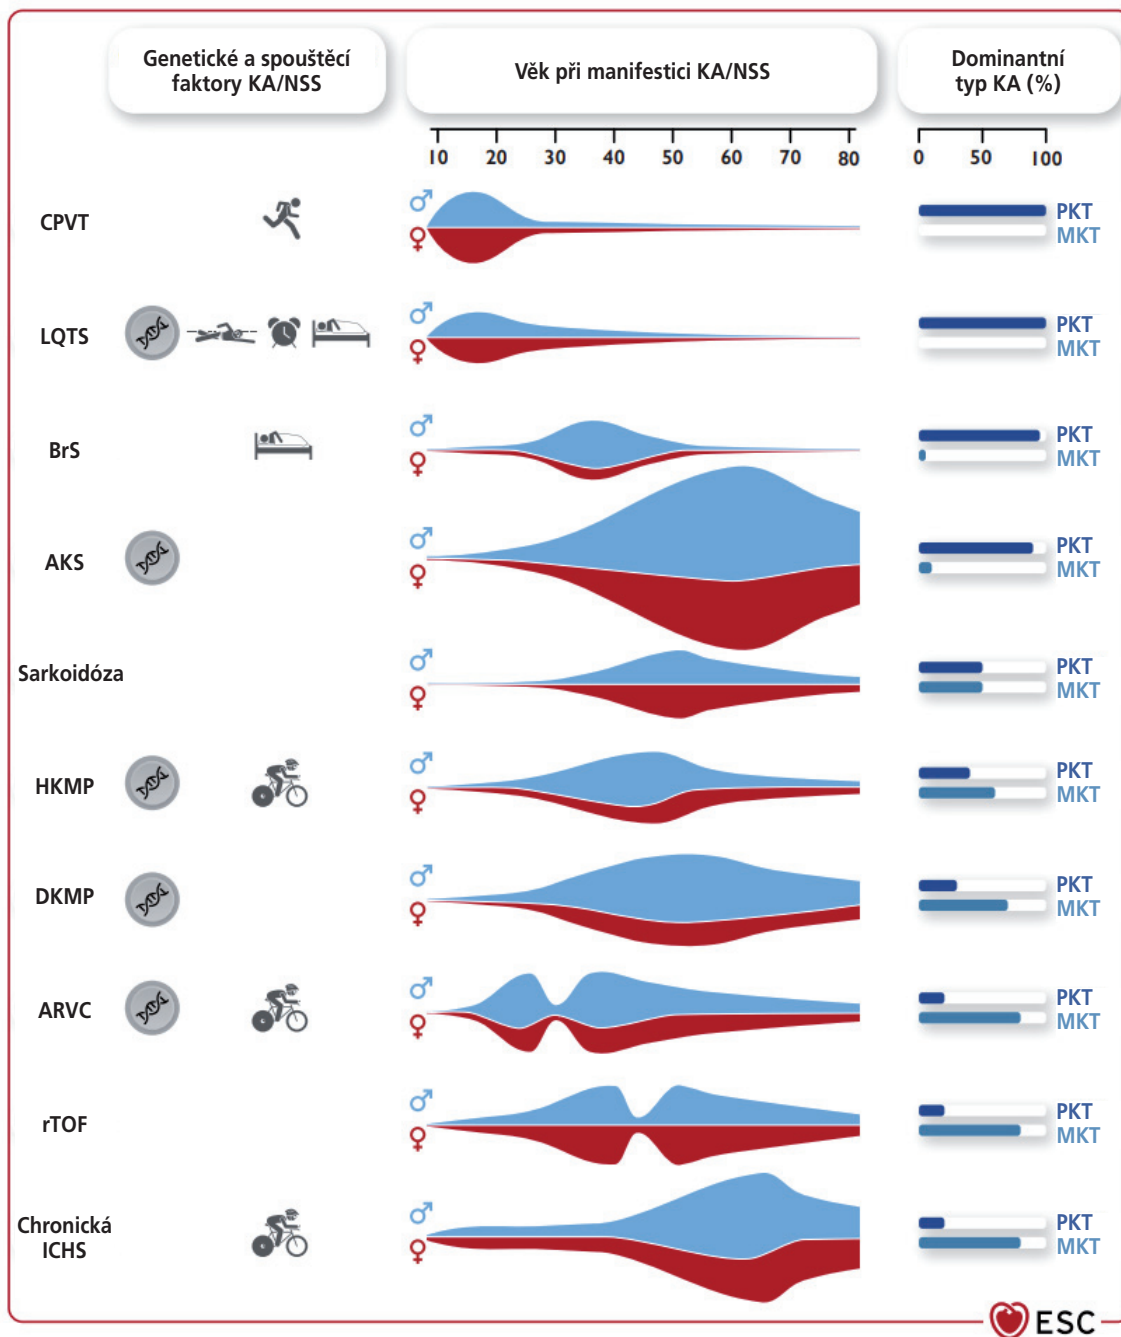 Genetické a spouštěcí
faktory KA/NSS
Věk při manifestici KA/NSS
Dominantní
typ KA (%)
10 20 30 40 50 60 70 80
0 50 100
CPVT
PKT
MKT
LQTS
PKT
MKT
BrS
PKT
MKT
AKS
PKT
MKT
Sarkoidóza
PKT
MKT
HKMP
PKT
MKT
DKMP
PKT
MKT
ARVC
PKT
MKT
rTOF
PKT
MKT
Chronická
ICHS
PKT
MKT
ESC